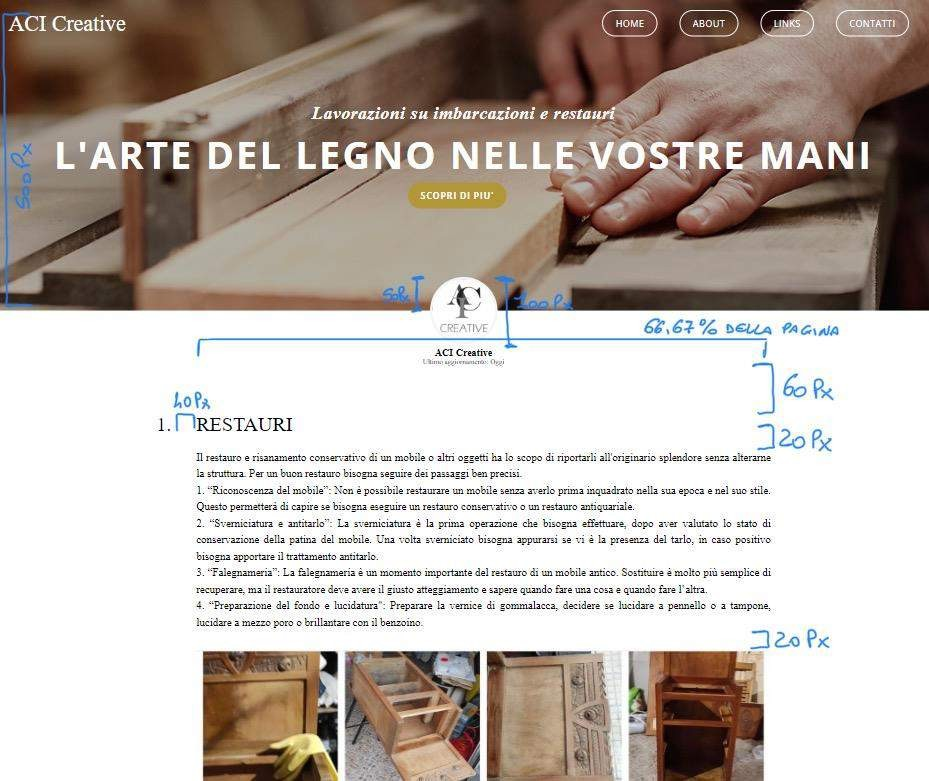 ACI Creative
HOME
ABOUT
LINKS
CONTATTI
Lavorazioni su imbarcazioni e restauri
500 Px
L'ARTE DEL LEGNO NELLE VOSTRE MANI
SCOPRI DI PIU'
50Px
100 Px
AC
CREATIVE
66,67% DELLA PAGINA
ACI Creative
Ultimo aggiornamento: Oggi
60 Px
40 Px
1. RESTAURI
20 Px
Il restauro e risanamento conservativo di un mobile o altri oggetti ha lo scopo di riportarli all'originario splendore senza alterarne
la struttura. Per un buon restauro bisogna seguire dei passaggi ben precisi.
1. “Riconoscenza del mobile”: Non è possibile restaurare un mobile senza averlo prima inquadrato nella sua epoca e nel suo stile.
Questo permetterà di capire se bisogna eseguire un restauro conservativo o un restauro antiquariale.
2. “Sverniciatura e antitarlo”: La sverniciatura è la prima operazione che bisogna effettuare, dopo aver valutato lo stato di
conservazione della patina del mobile. Una volta sverniciato bisogna appurarsi se vi è la presenza del tarlo, in caso positivo
bisogna apportare il trattamento antitarlo.
3. “Falegnameria”: La falegnameria è un momento importante del restauro di un mobile antico. Sostituire è molto più semplice di
recuperare, ma il restauratore deve avere il giusto atteggiamento e sapere quando fare una cosa e quando fare l’altra.
4. “Preparazione del fondo e lucidatura”: Preparare la vernice di gommalacca, decidere se lucidare a pennello o a tampone,
lucidare a mezzo poro o brillantare con il benzoino.
20 Px